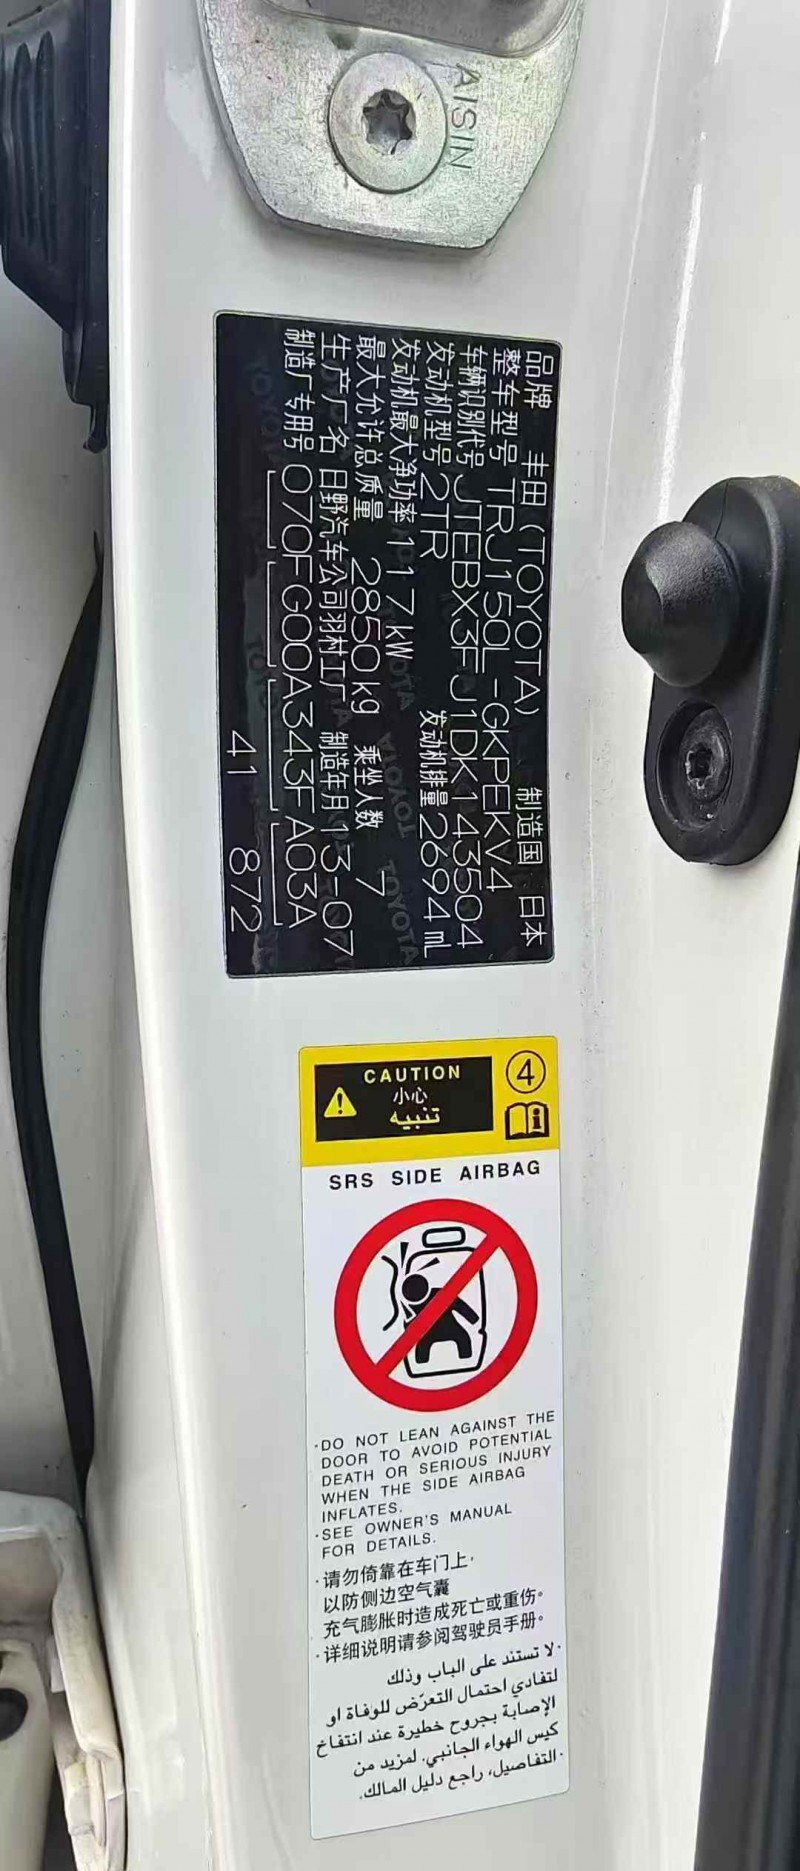 AISIN
品牌 丰田 (TOYOTA) 制造国 日本
整车型号 TRJ150L-GKPEKV4
车辆识别代号 JTEBX3FJ1DK143504
发动机型号 2TR 发动机排量 2694 mL
发动机最大净功率 117 kW
最大允许总质量 2850 kg 乘坐人数 7
生产厂名 日野汽车公司羽村工厂 制造年月 13-07
制造厂专用号 070FG00A343FA03A
41 872
CAUTION
小心
تنبيه
4
SRS SIDE AIRBAG
·DO NOT LEAN AGAINST THE
DOOR TO AVOID POTENTIAL
DEATH OR SERIOUS INJURY
WHEN THE SIDE AIRBAG
INFLATES.
·SEE OWNER'S MANUAL
FOR DETAILS.
·请勿倚靠在车门上,
以防侧边空气囊
充气膨胀时造成死亡或重伤。
·详细说明请参阅驾驶员手册。
·لا تستند على الباب وذلك
لتفادي احتمال التعرّض للوفاة او
الإصابة بجروح خطيرة عند انتفاخ
كيس الهواء الجانبي. لمزيد من
·التفاصيل، راجع دليل المالك.